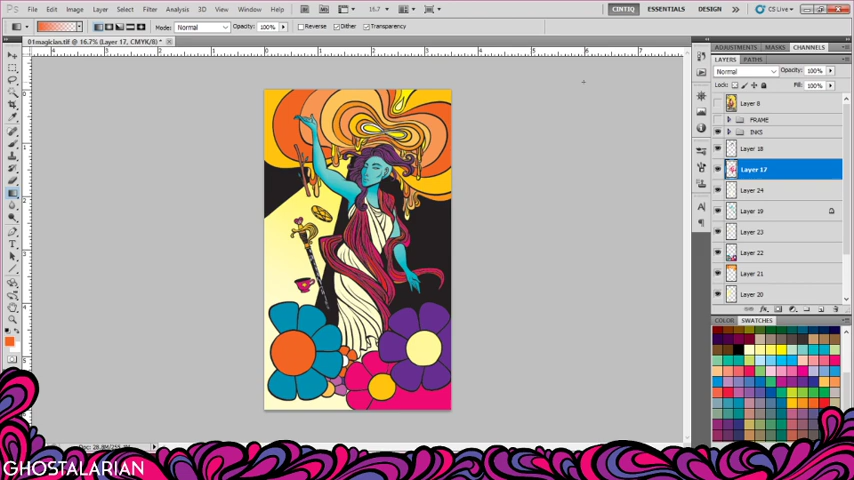 Ps File Edit Image Layer Select Filter Analysis 3D View Window Help 16.7 CINTIQ ESSENTIALS DESIGN CS Live
Mode: Normal Opacity: 100% Reverse Dither Transparency
01magician.tif @ 16.7% (Layer 17, CMYK/8) *
ADJUSTMENTS MASKS CHANNELS
LAYERS PATHS
Normal Opacity: 100%
Lock: Fill: 100%
Layer 8
FRAME
INKS
Layer 18
Layer 17
Layer 24
Layer 19
Layer 23
Layer 22
Layer 21
Layer 20
COLOR SWATCHES
GHOSTALARIAN